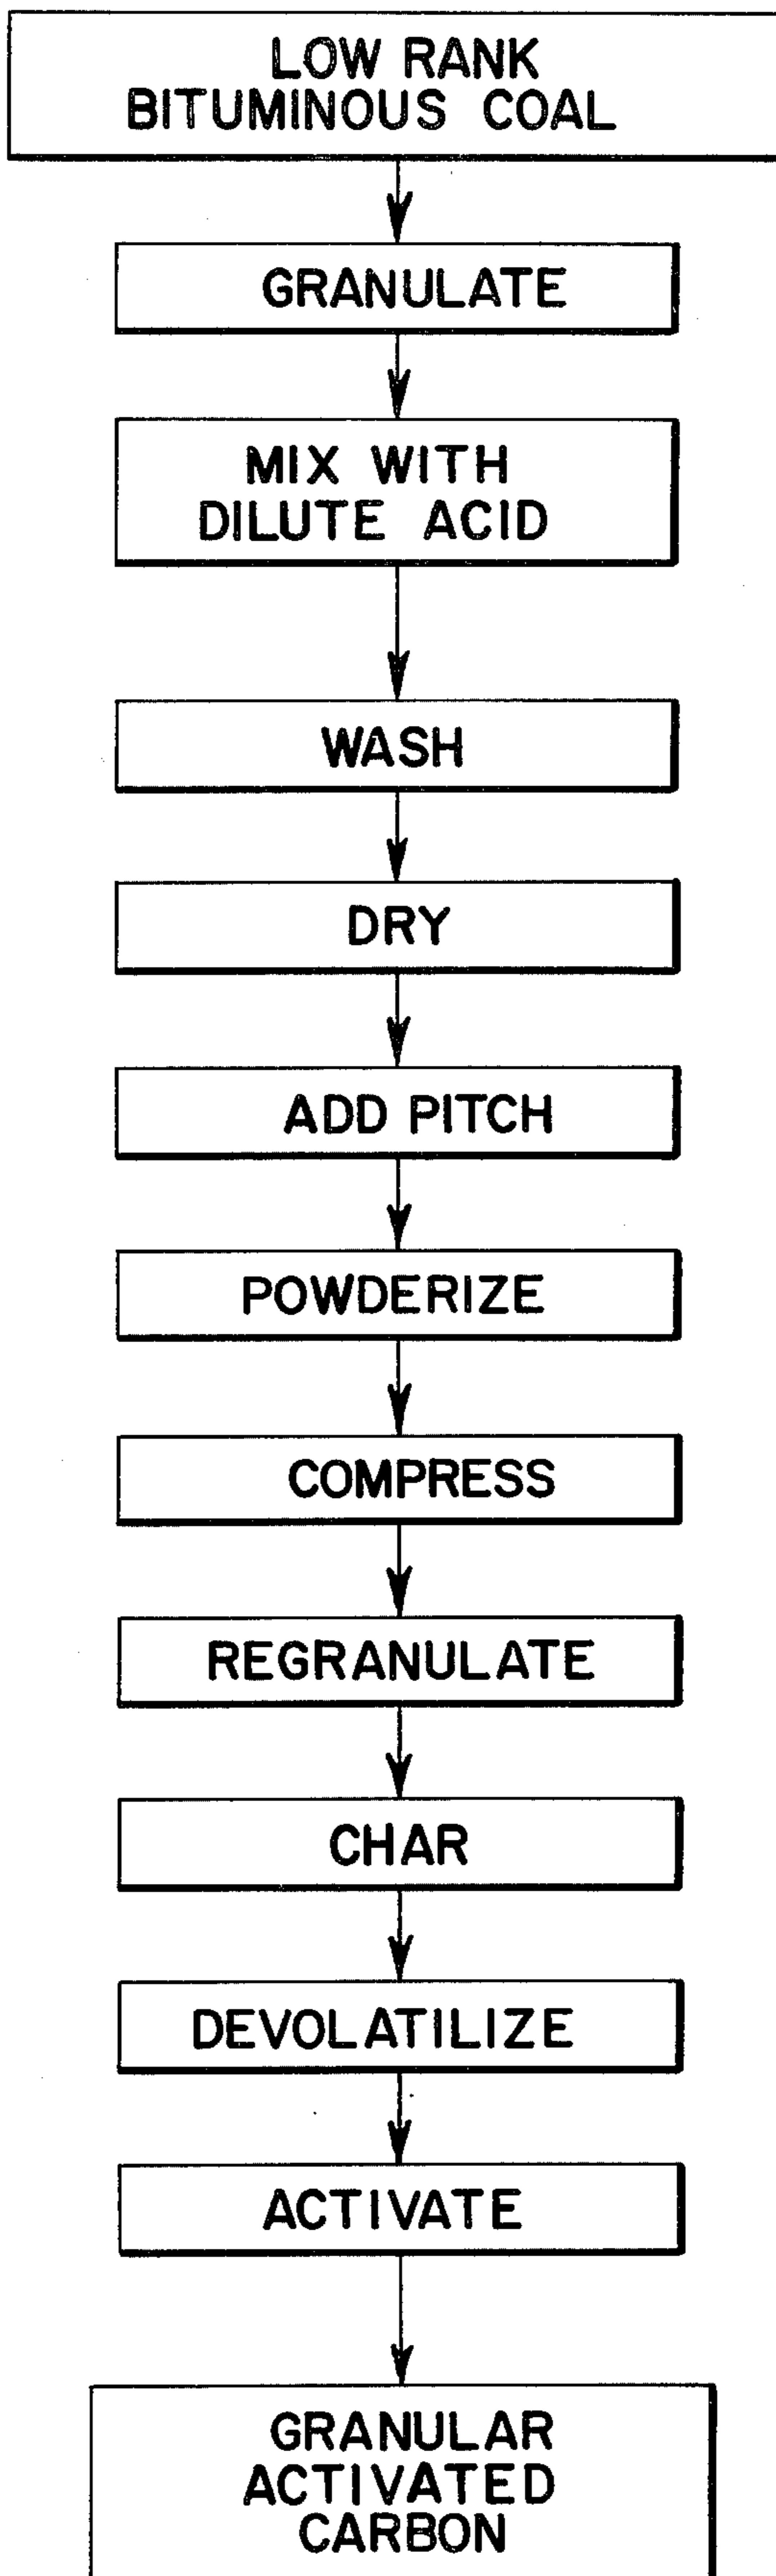 LOW RANK
BITUMINOUS COAL
GRANULATE
MIX WITH
DILUTE ACID
WASH
DRY
ADD PITCH
POWDERIZE
COMPRESS
REGRANULATE
CHAR
DEVOLATILIZE
ACTIVATE
GRANULAR
ACTIVATED
CARBON